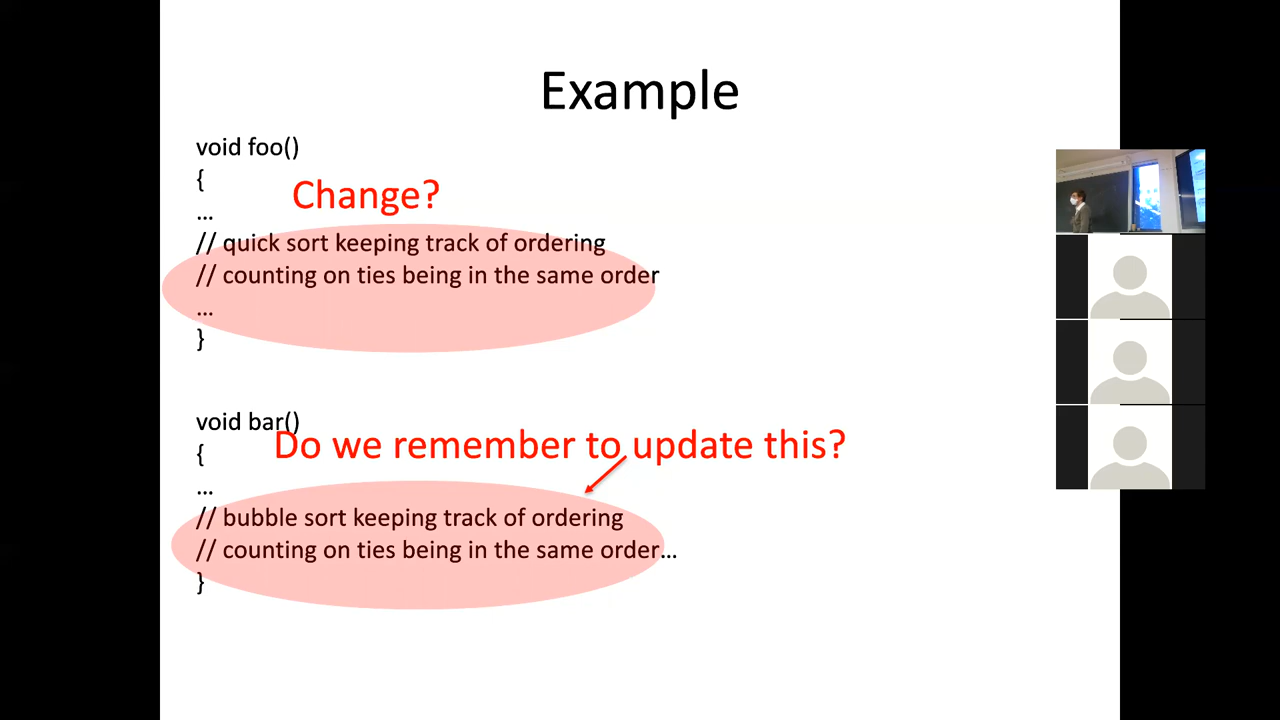 Example
void foo()
{
Change?
…
// quick sort keeping track of ordering
// counting on ties being in the same order
…
}
void bar()
Do we remember to update this?
{
…
// bubble sort keeping track of ordering
// counting on ties being in the same order…
}